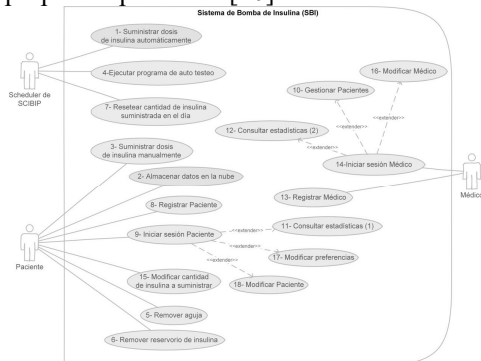 Sistema de Bomba de Insulina (SBI)
1- Suministrar dosis
de insulina automáticamente
4-Ejecutar programa de auto testeo
7- Resetear cantidad de insulina
suministrada en el día
Scheduler de
SCIBIP
16- Modificar Médico
10- Gestionar Pacientes
<<extender>>
<<extender>>
12- Consultar estadísticas (2)
<<extender>>
14-Iniciar sesión Médico
13- Registrar Médico
Médico
3- Suministrar dosis
de insulina manualmente
2- Almacenar datos en la nube
8- Registrar Paciente
9- Iniciar sesión Paciente
<<extender>>
11- Consultar estadísticas (1)
<<extender>>
17- Modificar preferencias
<<extender>>
18- Modificar Paciente
Paciente
15- Modificar cantidad
de insulina a suministrar
5- Remover aguja
6- Remover reservorio de insulina